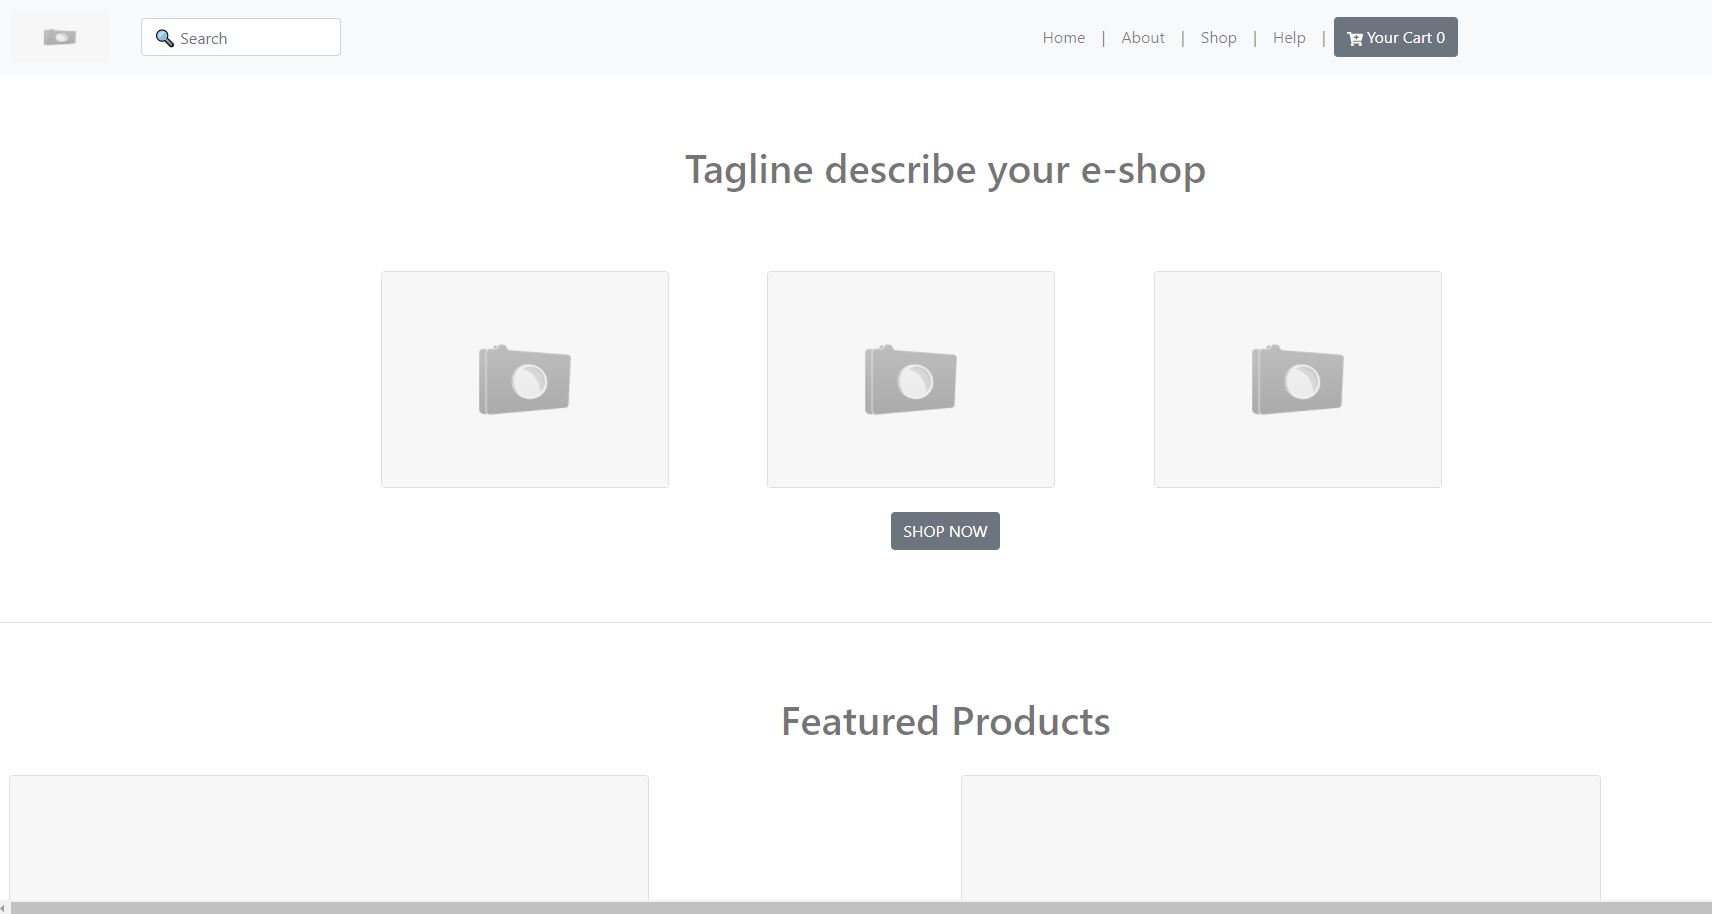 Search
Home | About | Shop | Help | Your Cart 0
Tagline describe your e-shop
SHOP NOW
Featured Products